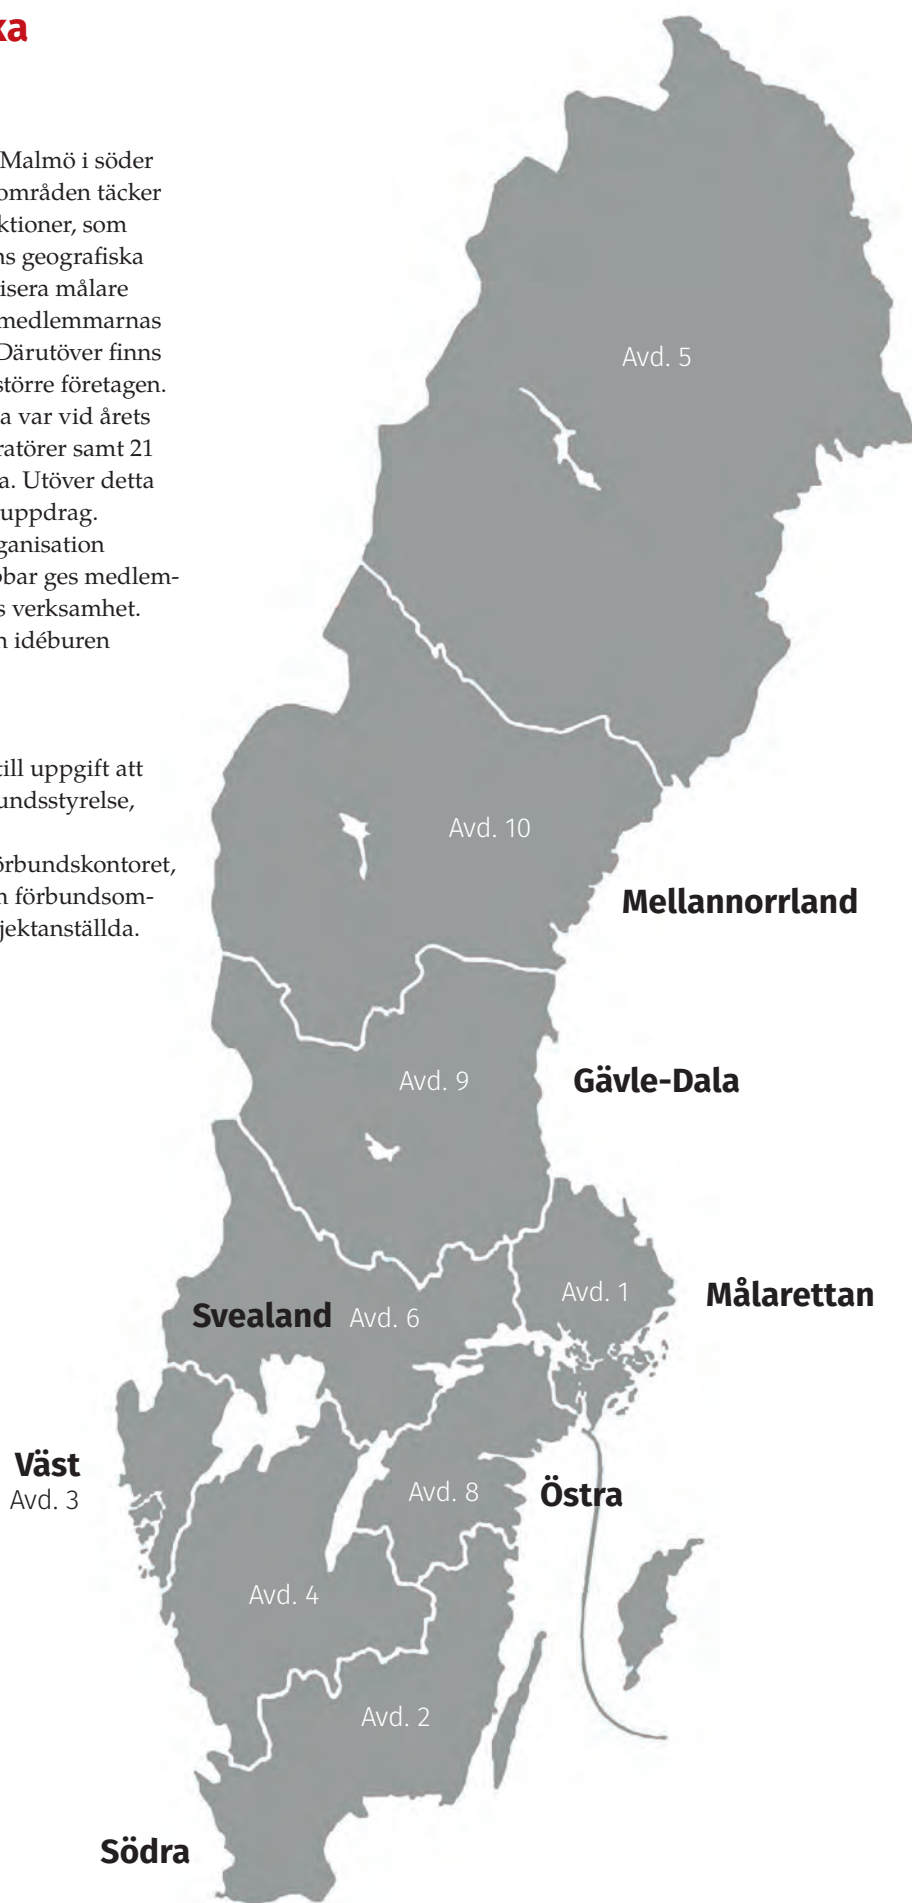 ka
Malmö i söder
områden täcker
ktioner, som
ns geografiska
isera målare
medlemmarnas
Därutöver finns
större företagen.
a var vid årets
ratörer samt 21
a. Utöver detta
uppdrag.
ganisation
bbar ges medlem-
s verksamhet.
n idéburen
till uppgift att
undsstyrelse,
örbundskontoret,
n förbundsom-
jektanställda.
Avd. 5
Avd. 10
Mellannorrland
Avd. 9
Gävle-Dala
Avd. 1
Målarettan
Svealand Avd. 6
Väst
Avd. 3
Avd. 8
Östra
Avd. 4
Avd. 2
Södra